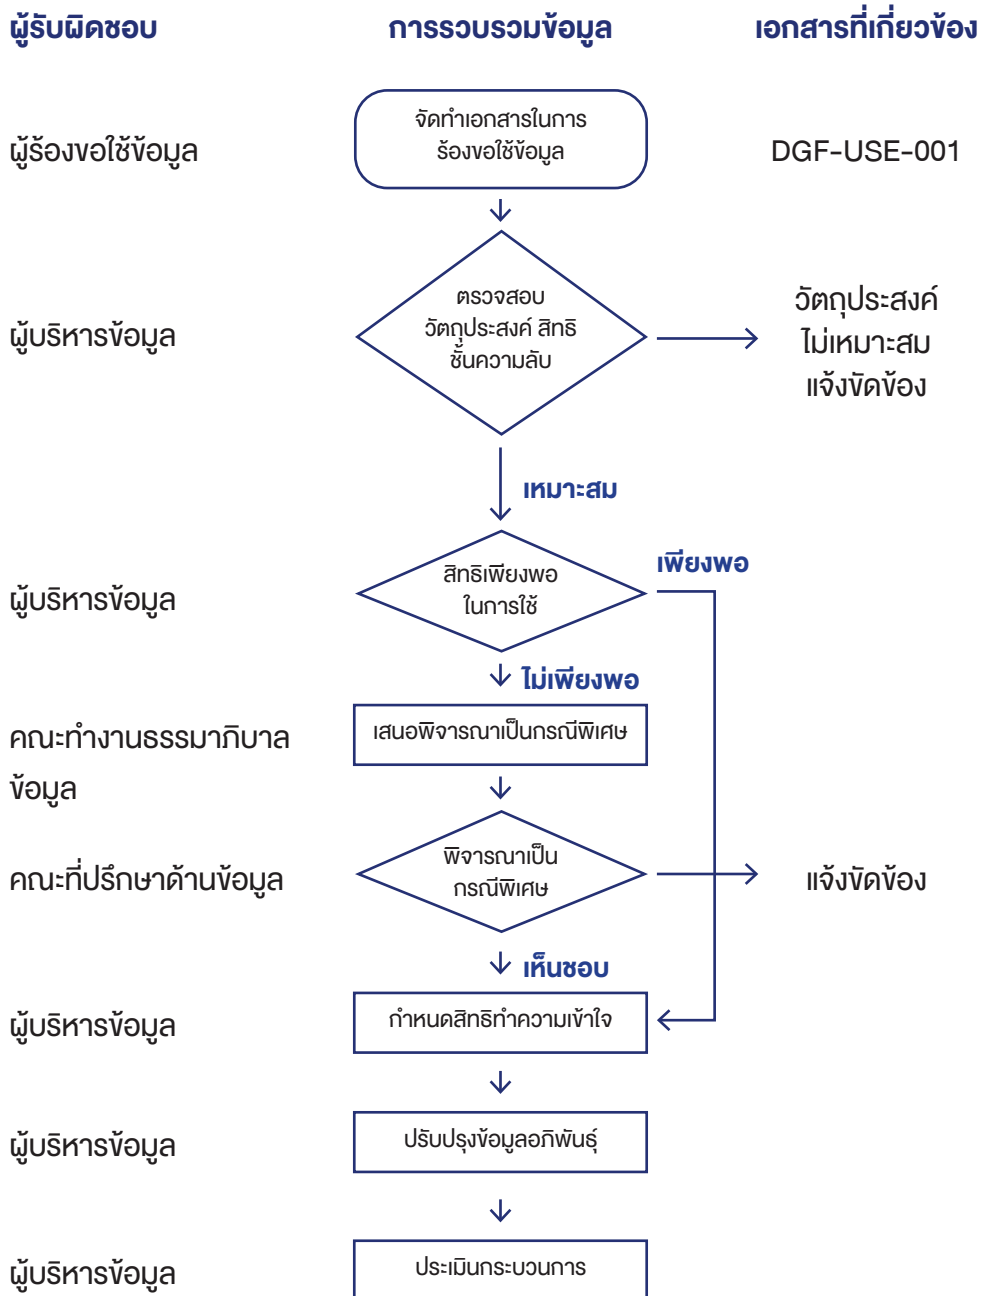 ผู้รับผิดชอบ
การรวบรวมข้อมูล
เอกสารที่เกี่ยวข้อง
ผู้ร้องขอใช้ข้อมูล
จัดทำเอกสารในการ
ร้องขอใช้ข้อมูล
DGF-USE-001
ผู้บริหารข้อมูล
ตรวจสอบ
วัตถุประสงค์ สิทธิ
ชั้นความลับ
วัตถุประสงค์
ไม่เหมาะสม
แจ้งขัดข้อง
เหมาะสม
ผู้บริหารข้อมูล
สิทธิเพียงพอ
ในการใช้
เพียงพอ
ไม่เพียงพอ
คณะทำงานธรรมาภิบาล
ข้อมูล
เสนอพิจารณาเป็นกรณีพิเศษ
คณะที่ปรึกษาด้านข้อมูล
พิจารณาเป็น
กรณีพิเศษ
แจ้งขัดข้อง
เห็นชอบ
ผู้บริหารข้อมูล
กำหนดสิทธิทำความเข้าใจ
ผู้บริหารข้อมูล
ปรับปรุงข้อมูลอภิพันธุ์
ผู้บริหารข้อมูล
ประเมินกระบวนการ